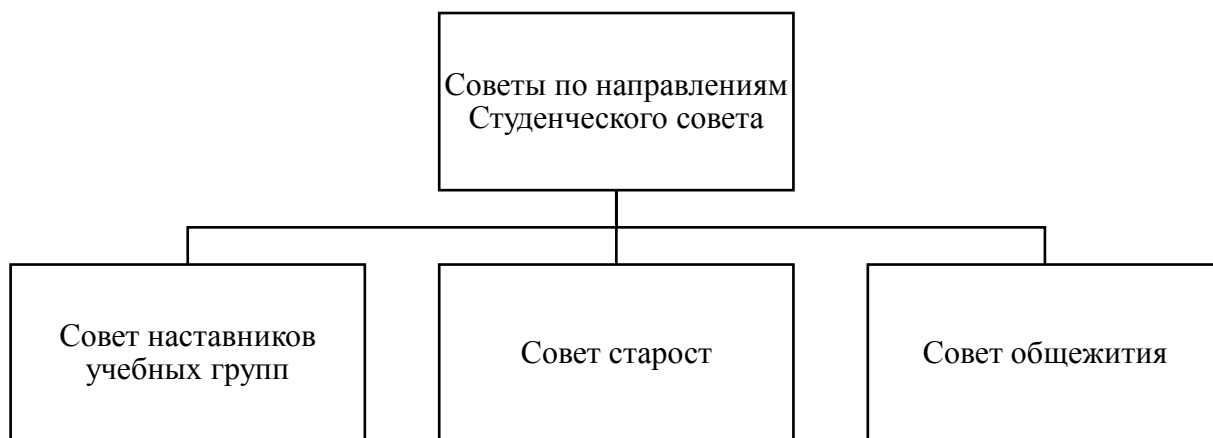 Советы по направлениям
Студенческого совета
Совет наставников
учебных групп
Совет старост
Совет общежития